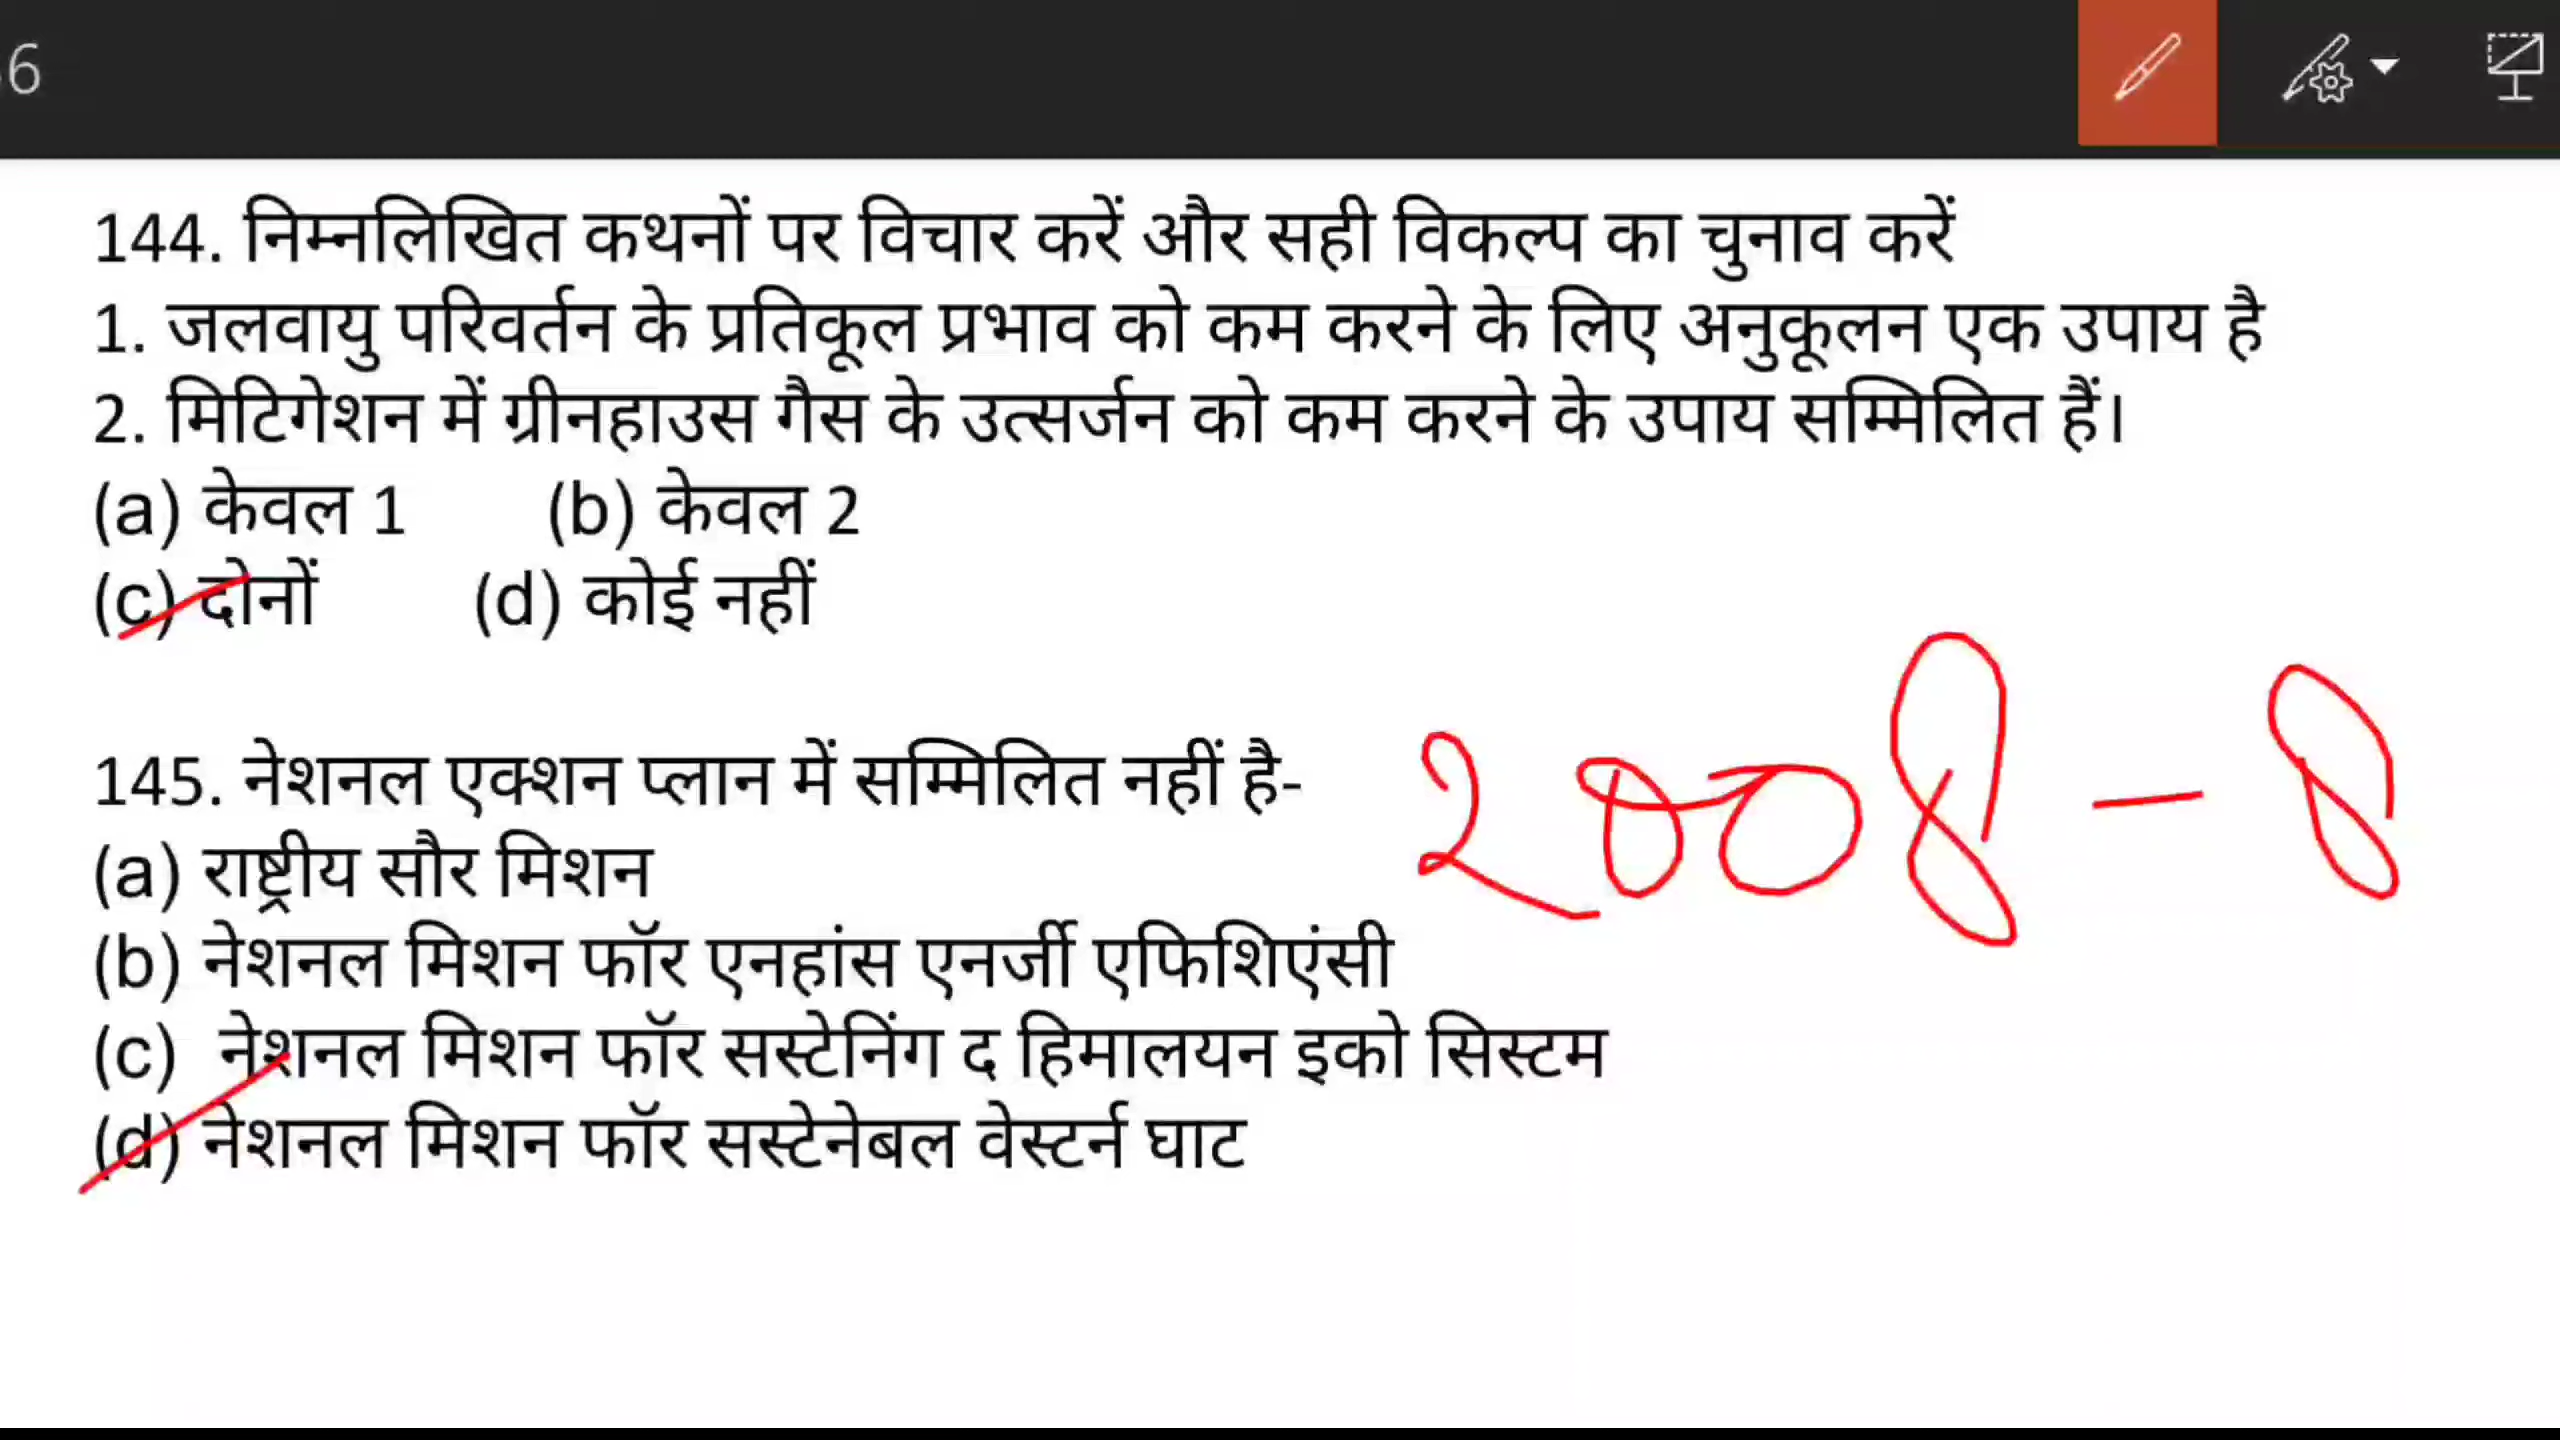 6
144. निम्नलिखित कथनों पर विचार करें और सही विकल्प का चुनाव करें
1. जलवायु परिवर्तन के प्रतिकूल प्रभाव को कम करने के लिए अनुकूलन एक उपाय है
2. मिटिगेशन में ग्रीनहाउस गैस के उत्सर्जन को कम करने के उपाय सम्मिलित हैं।
(a) केवल 1 (b) केवल 2
(c) दोनों (d) कोई नहीं
145. नेशनल एक्शन प्लान में सम्मिलित नहीं है-
2008 - 8
(a) राष्ट्रीय सौर मिशन
(b) नेशनल मिशन फॉर एनहांस एनर्जी एफिशिएंसी
(c) नेशनल मिशन फॉर सस्टेनिंग द हिमालयन इको सिस्टम
(d) नेशनल मिशन फॉर सस्टेनेबल वेस्टर्न घाट